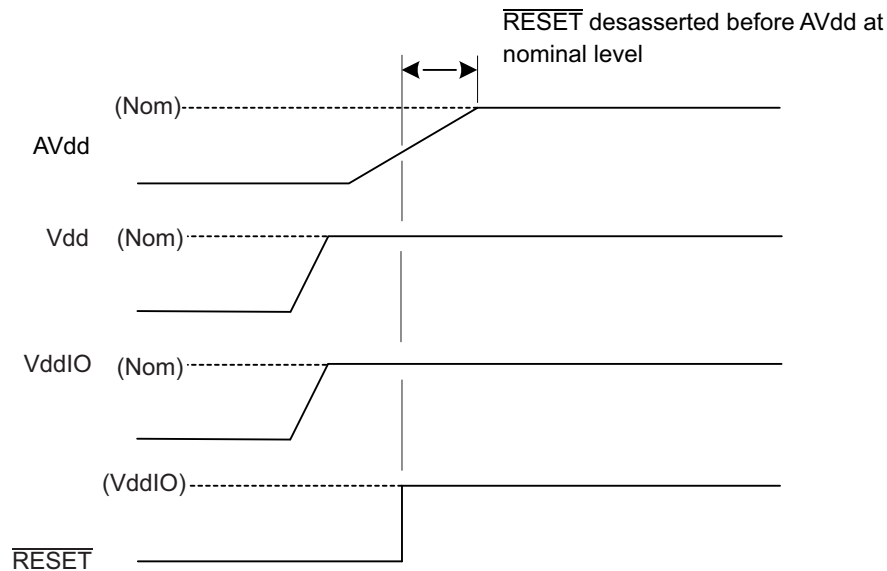 RESET desasserted before AVdd at
nominal level
(Nom)
AVdd
Vdd (Nom)
VddIO (Nom)
(VddIO)
RESET